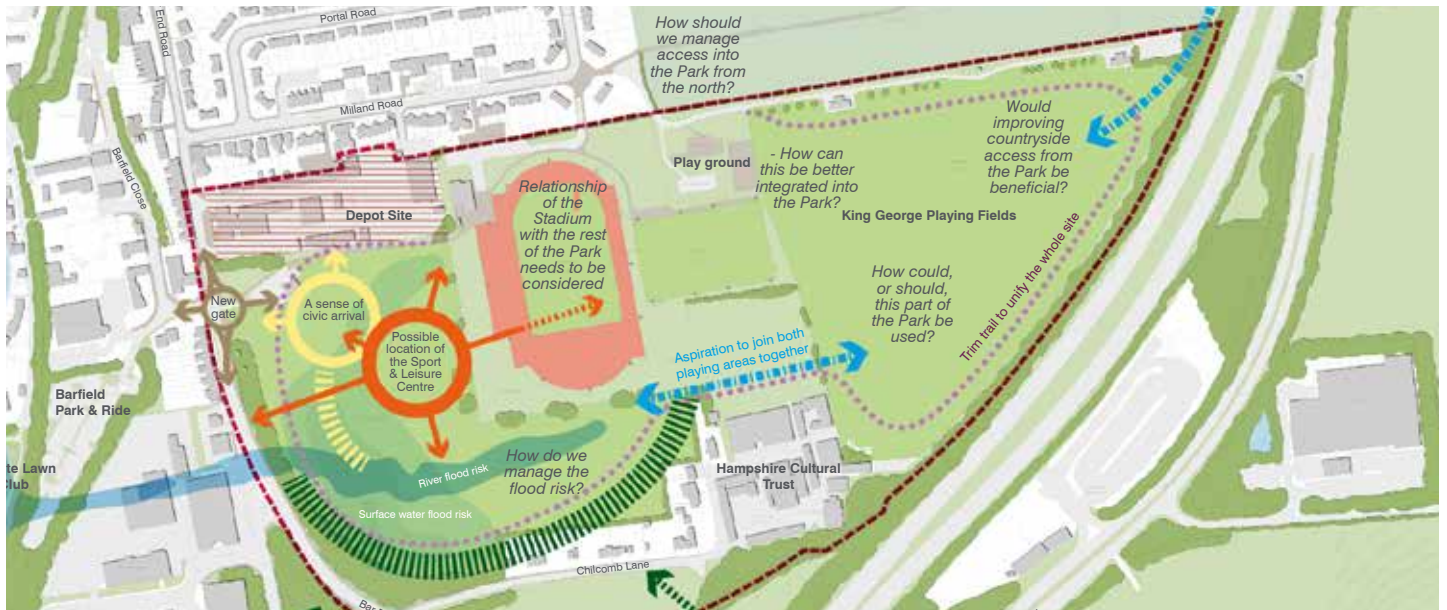 Portal Road
End Road
Milland Road
Barfield Close
How should
we manage
access into
the Park from
the north?
Would
improving
countryside
access from
the Park be
beneficial?
Play ground
- How can
this be better
integrated into
the Park?
King George Playing Fields
Relationship
of the
Stadium
with the rest
of the Park
needs to be
considered
Depot Site
New
gate
A sense of
civic arrival
Possible
location of
the Sport
& Leisure
Centre
How could,
or should,
this part of
the Park be
used?
Trim trail to unify the whole site
Aspiration to join both
playing areas together
Barfield
Park & Ride
te Lawn
Club
River flood risk
How do we
manage the
flood risk?
Surface water flood risk
Hampshire Cultural
Trust
Chilcomb Lane
Bar